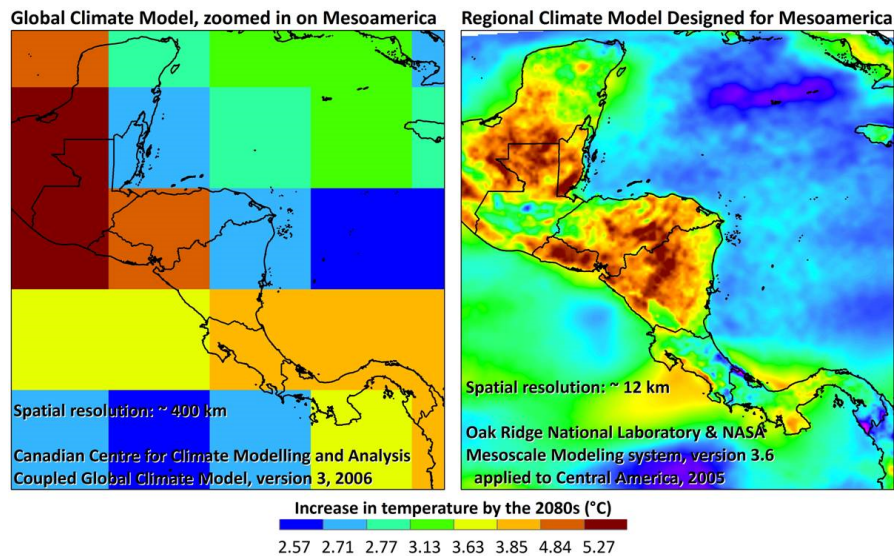 Global Climate Model, zoomed in on Mesoamerica
Regional Climate Model Designed for Mesoamerica
Spatial resolution: ~ 400 km
Canadian Centre for Climate Modelling and Analysis
Coupled Global Climate Model, version 3, 2006
Spatial resolution: ~ 12 km
Oak Ridge National Laboratory & NASA
Mesoscale Modeling system, version 3.6
applied to Central America, 2005
Increase in temperature by the 2080s (°C)
2.57 2.71 2.77 3.13 3.63 3.85 4.84 5.27